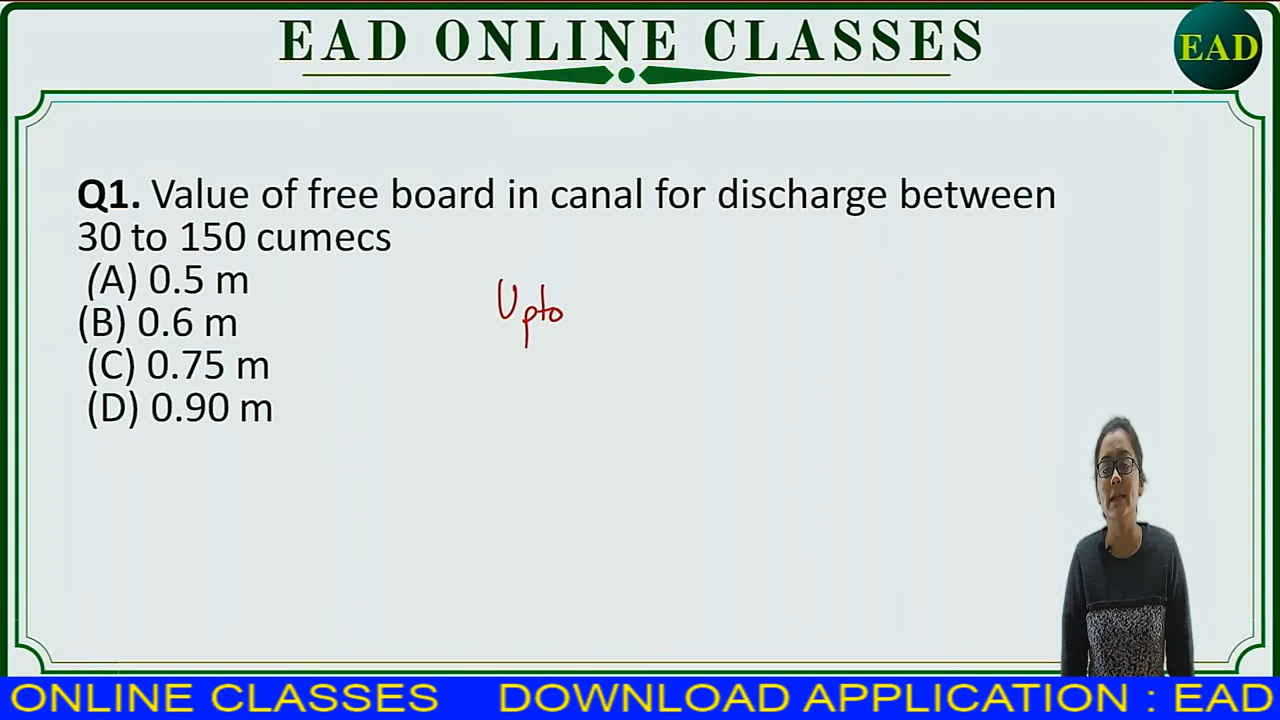 EAD ONLINE CLASSES
EAD
Q1. Value of free board in canal for discharge between
30 to 150 cumecs
(A) 0.5 m
(B) 0.6 m
(C) 0.75 m
(D) 0.90 m
Upto
ONLINE CLASSES DOWNLOAD APPLICATION : EAD